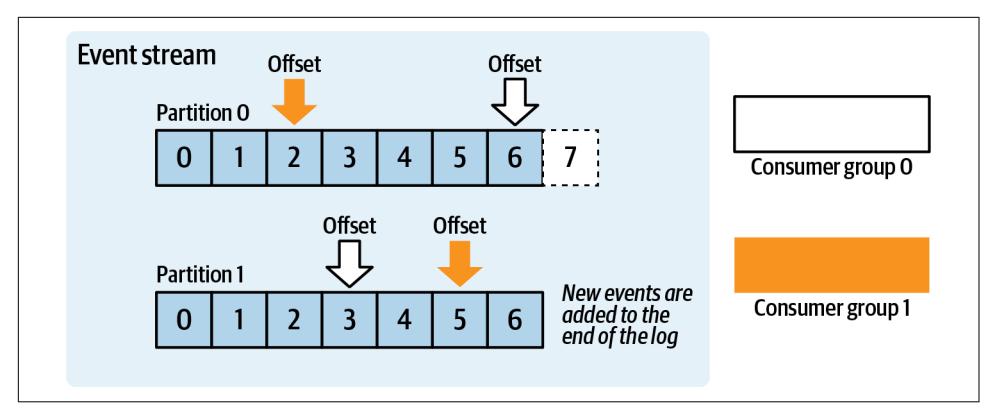 Event stream
Offset
Offset
Partition 0
0 1 2 3 4 5 6 7
Offset
Offset
Partition 1
0 1 2 3 4 5 6
New events are
added to the
end of the log
Consumer group 0
Consumer group 1